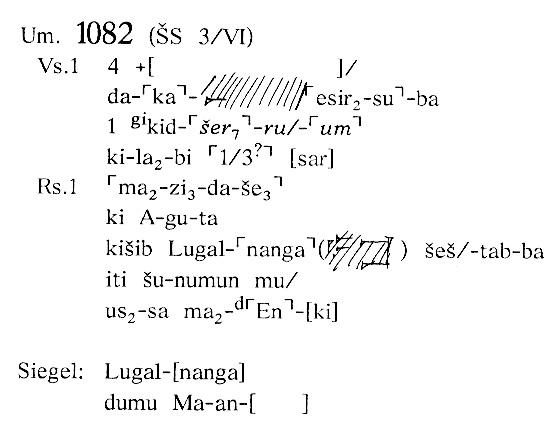 Um. 1082 (ŠS 3/VI)
Vs.1 4 +[ ]/
da-⸢ka⸣- ⸢esir₂-su⸣-ba
1 ᵍⁱkid-⸢šer₇⸣-ru/-⸢um⸣
ki-la₂-bi ⸢1/3?⸣ [sar]
Rs.1 ⸢ma₂-zi₃-da-še₃⸣
ki A-gu-ta
kišib Lugal-⸢nanga⸣( ) šeš/-tab-ba
iti šu-numun mu/
us₂-sa ma₂-ᵈ⸢En⸣-[ki]
Siegel: Lugal-[nanga]
dumu Ma-an-[ ]